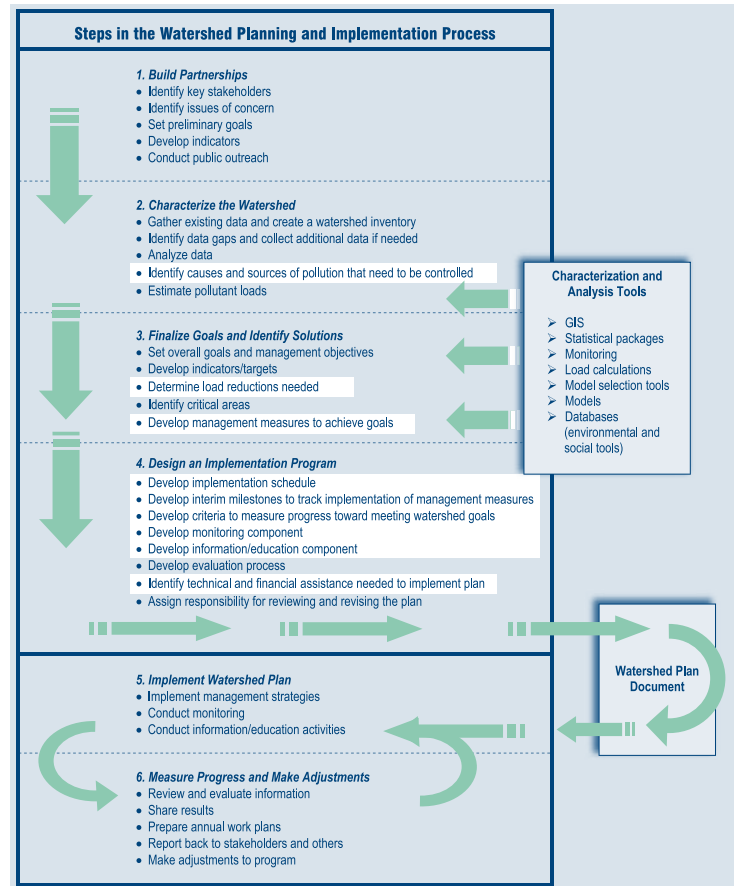 Steps in the Watershed Planning and Implementation Process
1. Build Partnerships
• Identify key stakeholders
• Identify issues of concern
• Set preliminary goals
• Develop indicators
• Conduct public outreach
2. Characterize the Watershed
• Gather existing data and create a watershed inventory
• Identify data gaps and collect additional data if needed
• Analyze data
• Identify causes and sources of pollution that need to be controlled
• Estimate pollutant loads
3. Finalize Goals and Identify Solutions
• Set overall goals and management objectives
• Develop indicators/targets
• Determine load reductions needed
• Identify critical areas
• Develop management measures to achieve goals
Characterization and
Analysis Tools
➢ GIS
➢ Statistical packages
➢ Monitoring
➢ Load calculations
➢ Model selection tools
➢ Models
➢ Databases
(environmental and
social tools)
4. Design an Implementation Program
• Develop implementation schedule
• Develop interim milestones to track implementation of management measures
• Develop criteria to measure progress toward meeting watershed goals
• Develop monitoring component
• Develop information/education component
• Develop evaluation process
• Identify technical and financial assistance needed to implement plan
• Assign responsibility for reviewing and revising the plan
Watershed Plan
Document
5. Implement Watershed Plan
• Implement management strategies
• Conduct monitoring
• Conduct information/education activities
6. Measure Progress and Make Adjustments
• Review and evaluate information
• Share results
• Prepare annual work plans
• Report back to stakeholders and others
• Make adjustments to program